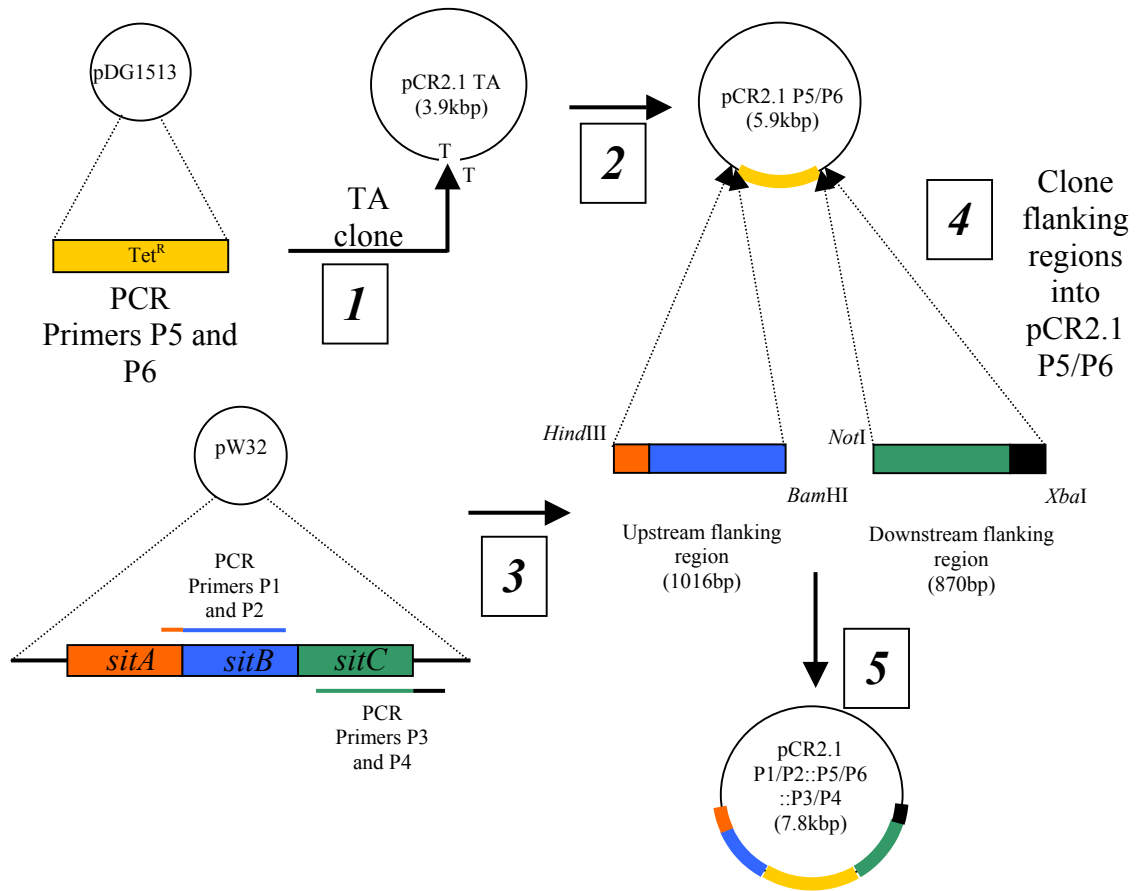 pDG1513
pCR2.1 TA
(3.9kbp)
T
T
pCR2.1 P5/P6
(5.9kbp)
2
TA
clone
1
Tet^R
PCR
Primers P5 and
P6
4
Clone
flanking
regions
into
pCR2.1
P5/P6
pW32
PCR
Primers P1
and P2
sitA sitB sitC
PCR
Primers P3
and P4
3
HindIII
BamHI
Upstream flanking
region
(1016bp)
NotI
XbaI
Downstream flanking
region
(870bp)
5
pCR2.1
P1/P2::P5/P6
::P3/P4
(7.8kbp)